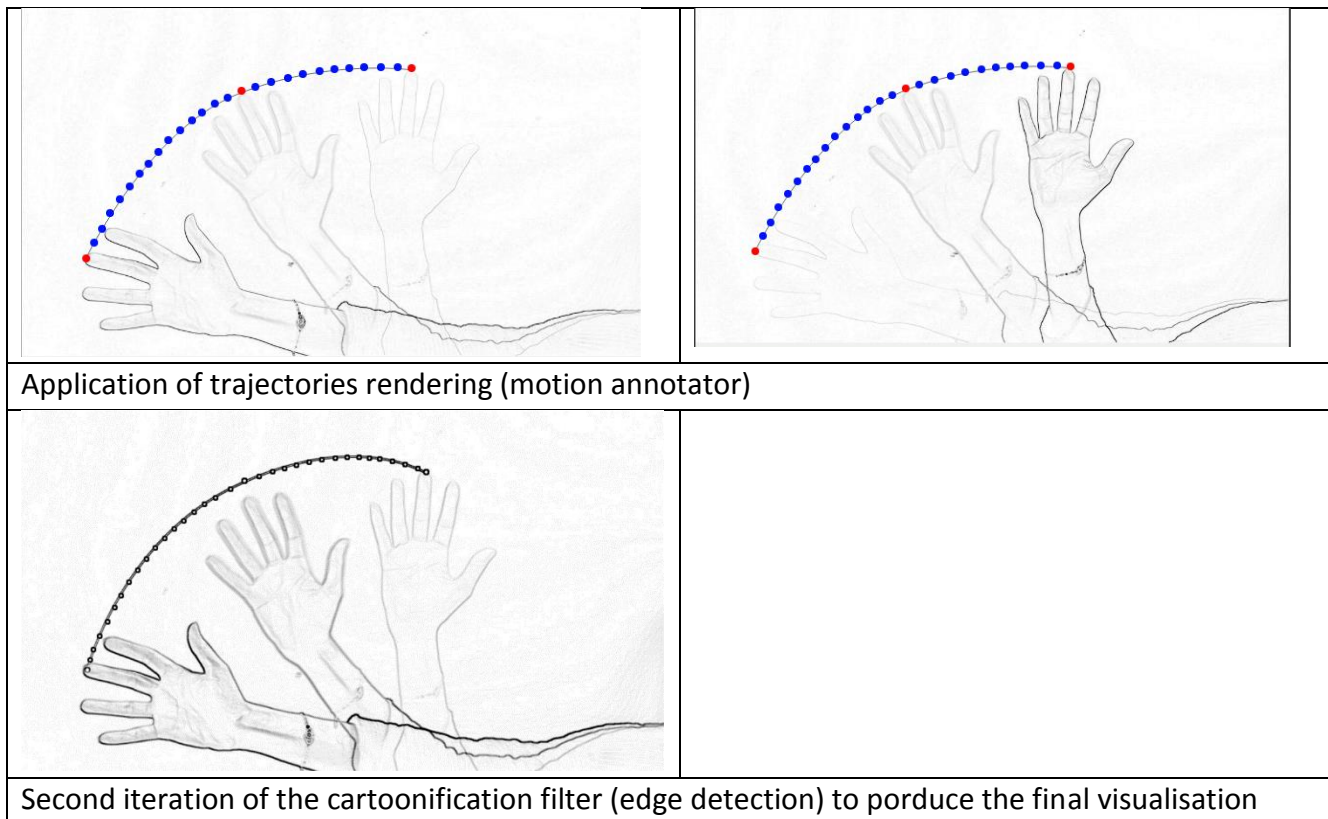 Application of trajectories rendering (motion annotator)
Second iteration of the cartoonification filter (edge detection) to porduce the final visualisation